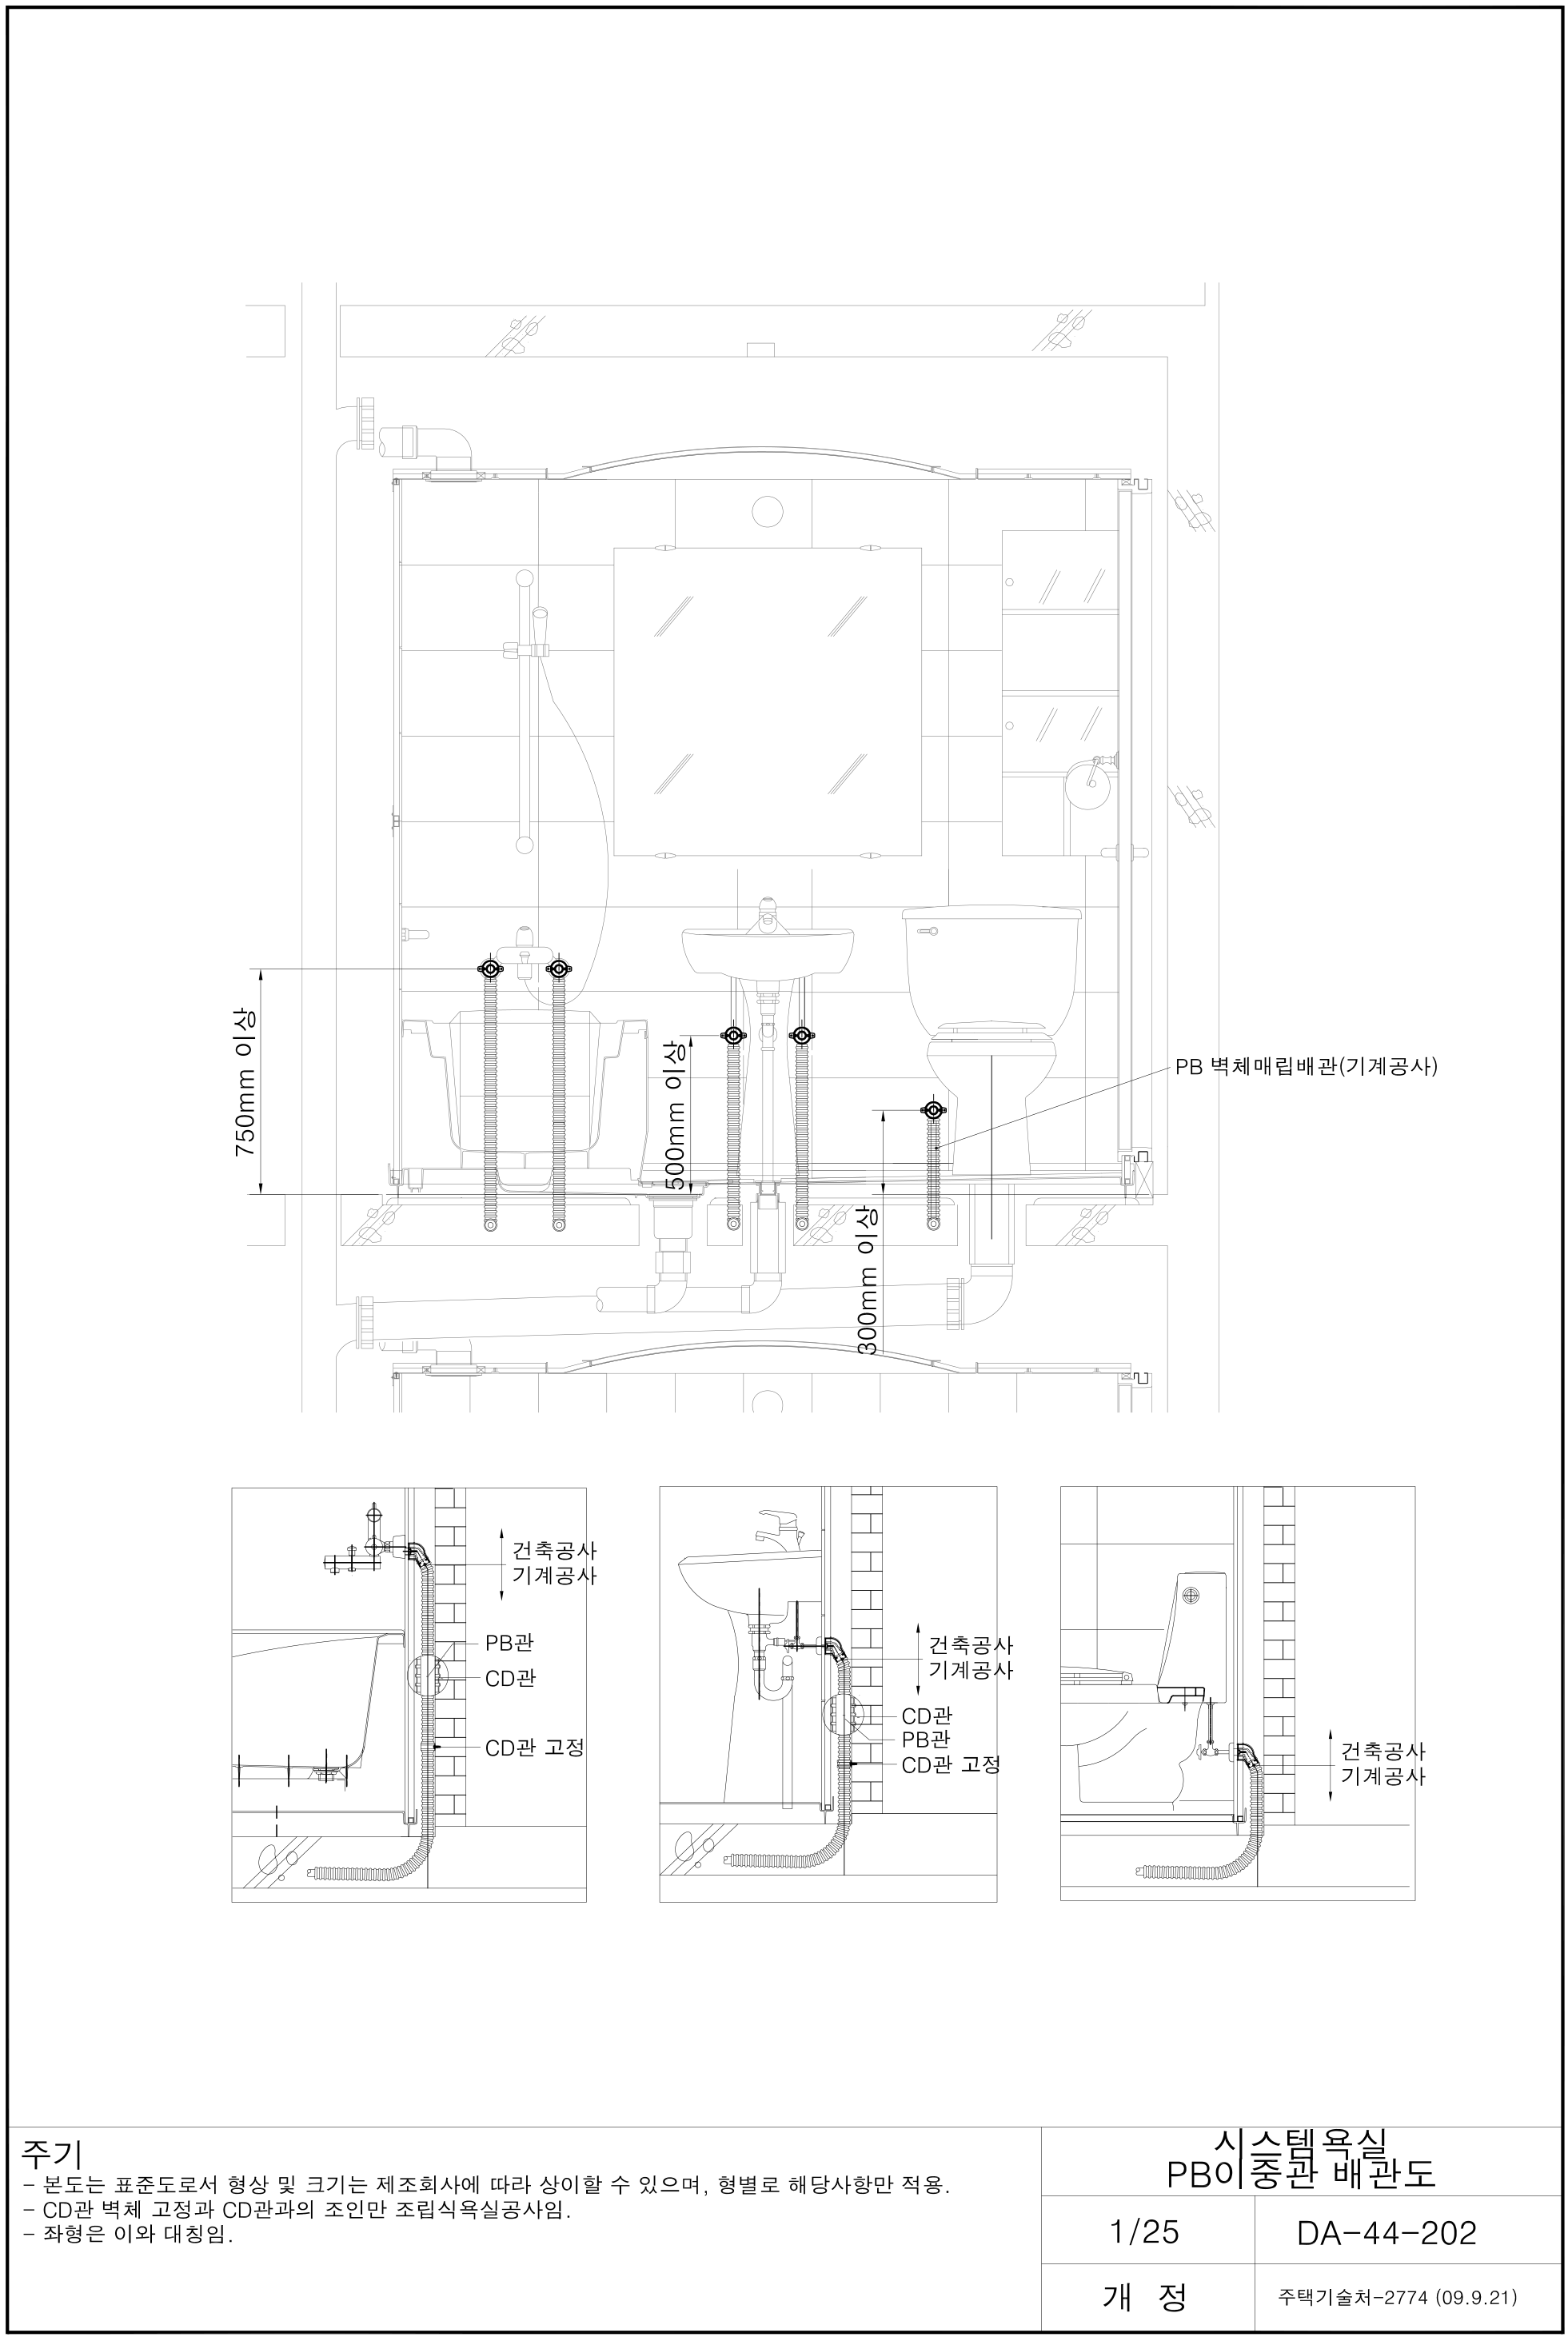 750mm 이상
500mm 이상
300mm 이상
PB 벽체매립배관(기계공사)
건축공사
기계공사
PB관
CD관
CD관 고정
건축공사
기계공사
CD관
PB관
CD관 고정
건축공사
기계공사
주기
- 본도는 표준도로서 형상 및 크기는 제조회사에 따라 상이할 수 있으며, 형별로 해당사항만 적용.
- CD관 벽체 고정과 CD관과의 조인만 조립식욕실공사임.
- 좌형은 이와 대칭임.
시스템욕실
PB이중관 배관도
1/25
DA-44-202
개 정
주택기술처-2774 (09.9.21)